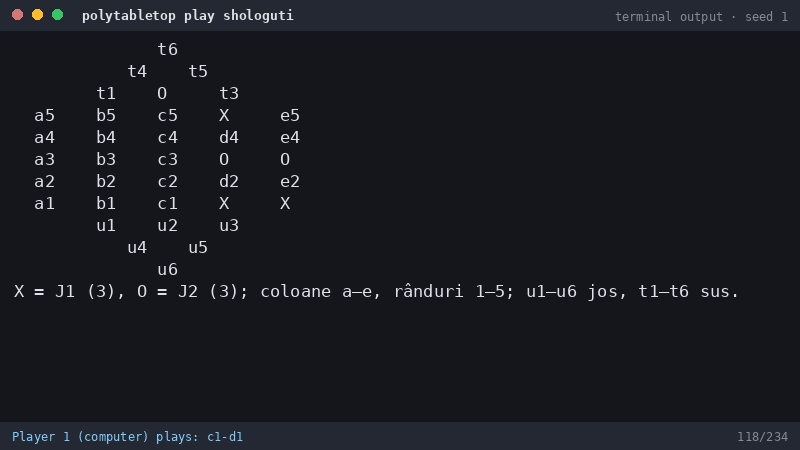 polytabletop play shologuti
terminal output · seed 1
t6
t4 t5
t1 O t3
a5 b5 c5 X e5
a4 b4 c4 d4 e4
a3 b3 c3 O O
a2 b2 c2 d2 e2
a1 b1 c1 X X
u1 u2 u3
u4 u5
u6
X = J1 (3), O = J2 (3); coloane a–e, rânduri 1–5; u1–u6 jos, t1–t6 sus.
Player 1 (computer) plays: c1-d1
118/234